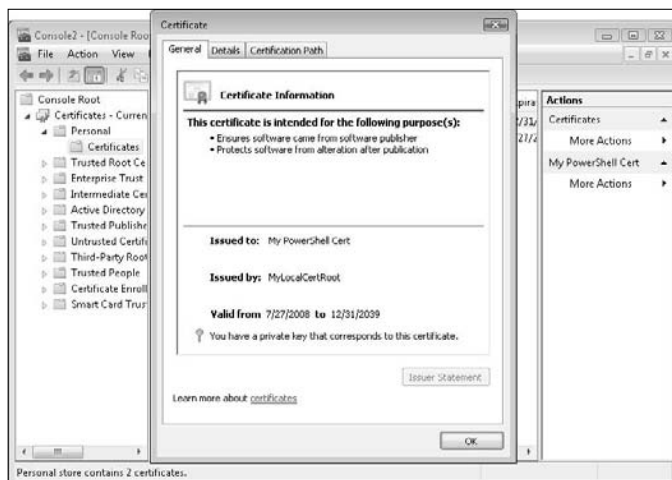 Certificate
Console2 - [Console Roo
File Action View
General Details Certification Path
Console Root
Certificates - Curren
Personal
Certificates
Trusted Root Ce
Enterprise Trust
Intermediate Cer
Active Directory
Trusted Publishe
Untrusted Certifi
Third-Party Root
Trusted People
Certificate Enroll
Smart Card Trus
Certificate Information
This certificate is intended for the following purpose(s):
• Ensures software came from software publisher
• Protects software from alteration after publication
Issued to: My PowerShell Cert
Issued by: MyLocalCertRoot
Valid from 7/27/2008 to 12/31/2039
You have a private key that corresponds to this certificate.
Issuer Statement
Learn more about certificates
OK
pira
/31/
27/2
Actions
Certificates
More Actions
My PowerShell Cert
More Actions
Personal store contains 2 certificates.